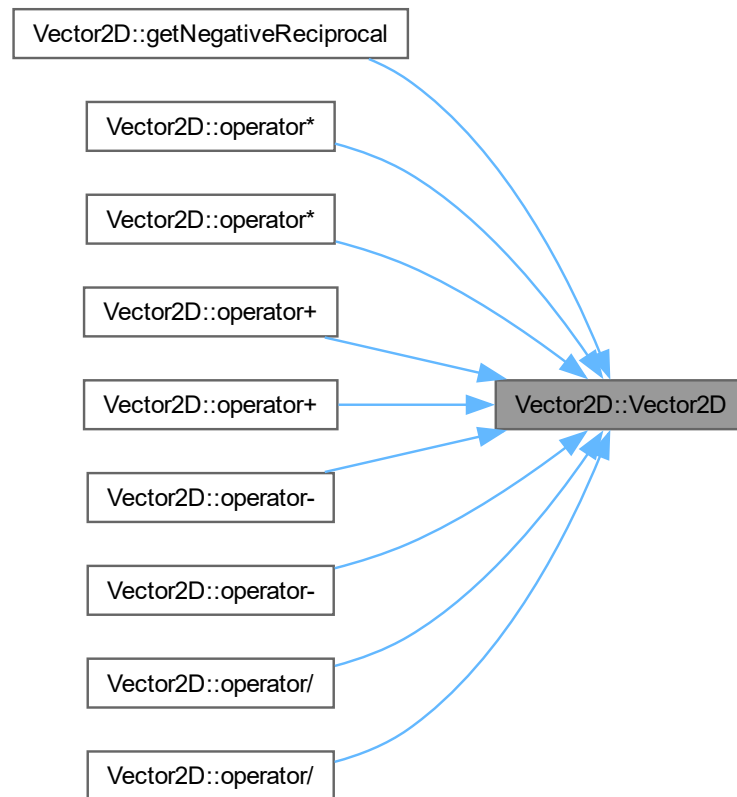 Vector2D::getNegativeReciprocal
Vector2D::operator*
Vector2D::operator*
Vector2D::operator+
Vector2D::operator+
Vector2D::Vector2D
Vector2D::operator-
Vector2D::operator-
Vector2D::operator/
Vector2D::operator/